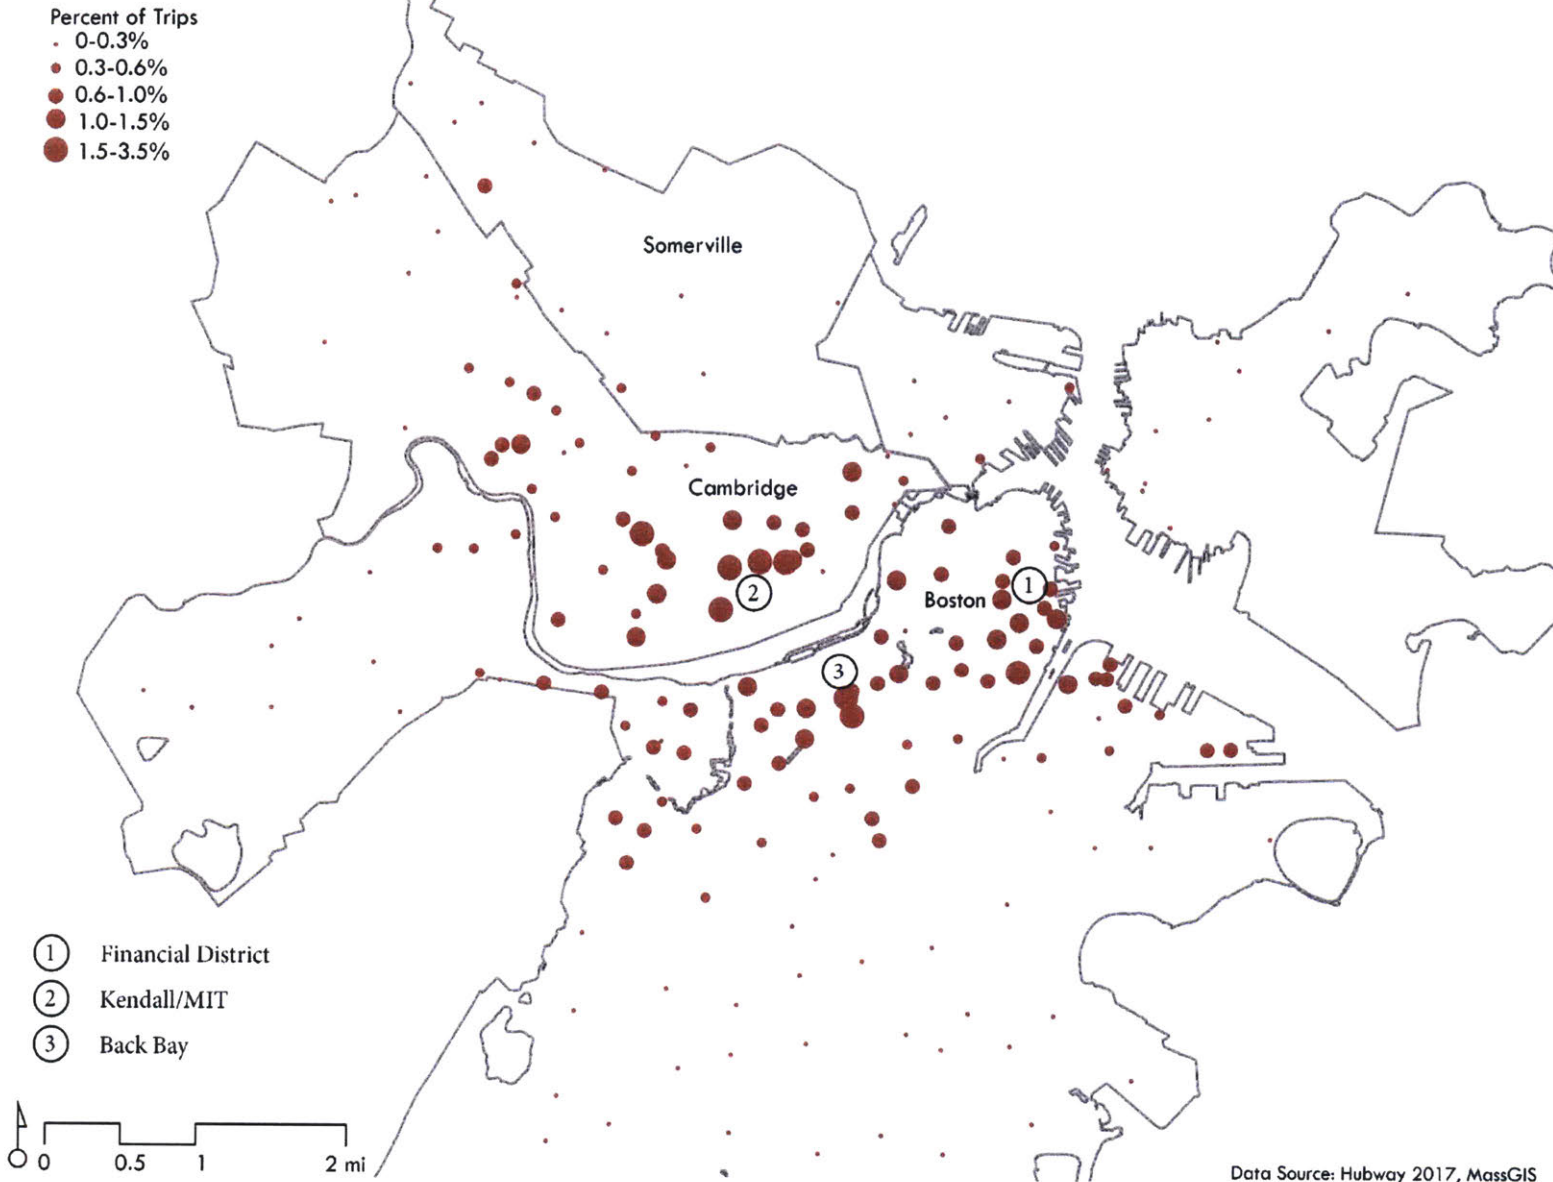 Percent of Trips
0-0.3%
0.3-0.6%
0.6-1.0%
1.0-1.5%
1.5-3.5%
Somerville
Cambridge
Boston
1
2
3
1 Financial District
2 Kendall/MIT
3 Back Bay
0 0.5 1 2 mi
Data Source: Hubway 2017, MassGIS